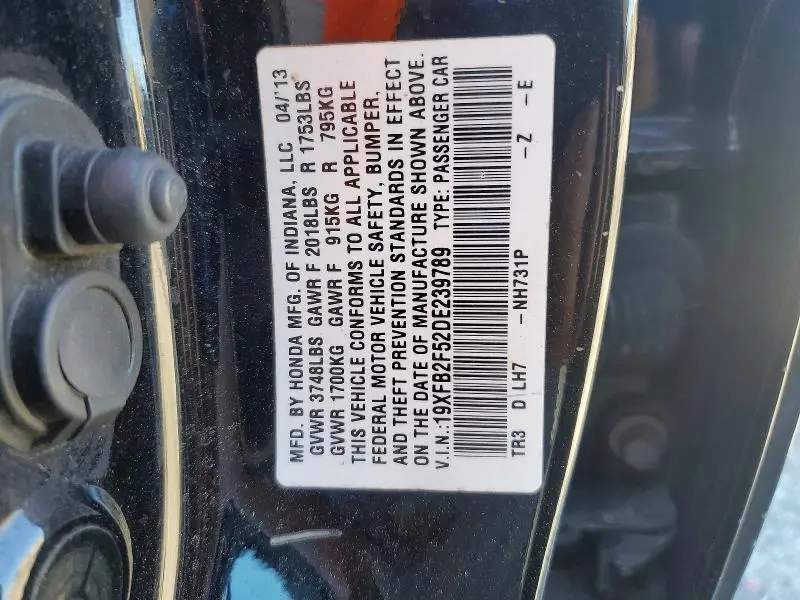 MFD. BY HONDA MFG. OF INDIANA, LLC 04/'13
GVWR 3748LBS GAWR F 2018LBS R 1753LBS
GVWR 1700KG GAWR F 915KG R 795KG
THIS VEHICLE CONFORMS TO ALL APPLICABLE
FEDERAL MOTOR VEHICLE SAFETY, BUMPER,
AND THEFT PREVENTION STANDARDS IN EFFECT
ON THE DATE OF MANUFACTURE SHOWN ABOVE.
V.I.N.:19XFB2F52DE239789 TYPE: PASSENGER CAR
TR3 D LH7 -NH731P -Z -E